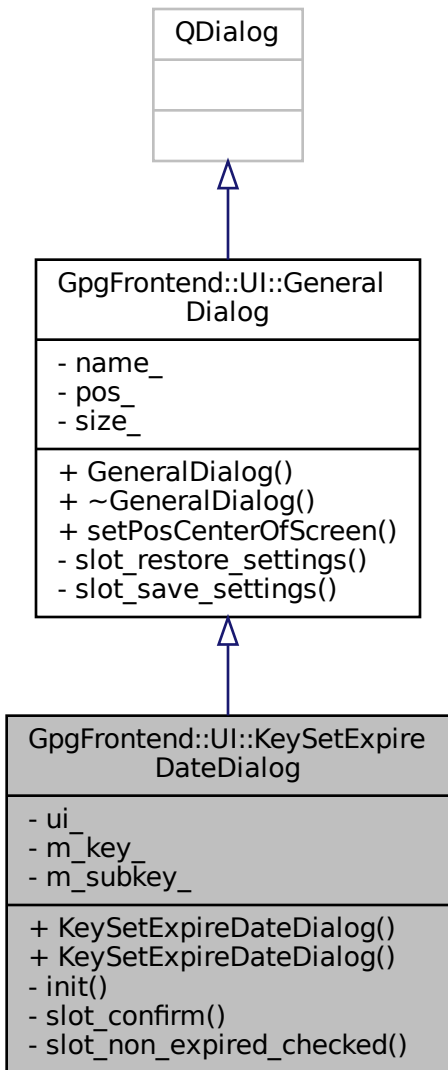 QDialog
GpgFrontend::UI::General
Dialog
- name_
- pos_
- size_
+ GeneralDialog()
+ ~GeneralDialog()
+ setPosCenterOfScreen()
- slot_restore_settings()
- slot_save_settings()
GpgFrontend::UI::KeySetExpire
DateDialog
- ui_
- m_key_
- m_subkey_
+ KeySetExpireDateDialog()
+ KeySetExpireDateDialog()
- init()
- slot_confirm()
- slot_non_expired_checked()